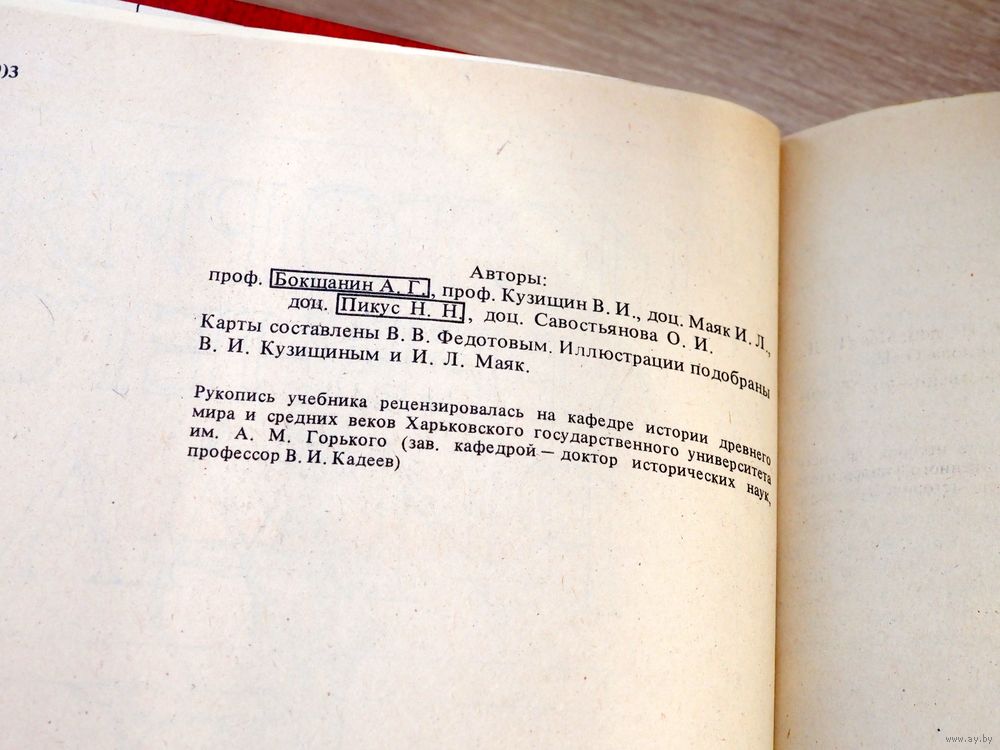 )3
Авторы:
проф. Бокщанин А. Г., проф. Кузищин В. И., доц. Маяк И. Л.,
доц. Пикус Н. Н., доц. Савостьянова О. И.
Карты составлены В. В. Федотовым. Иллюстрации подобраны
В. И. Кузищиным и И. Л. Маяк.
Рукопись учебника рецензировалась на кафедре истории древнего
мира и средних веков Харьковского государственного университета
им. А. М. Горького (зав. кафедрой — доктор исторических наук,
профессор В. И. Кадеев)
www.ay.by